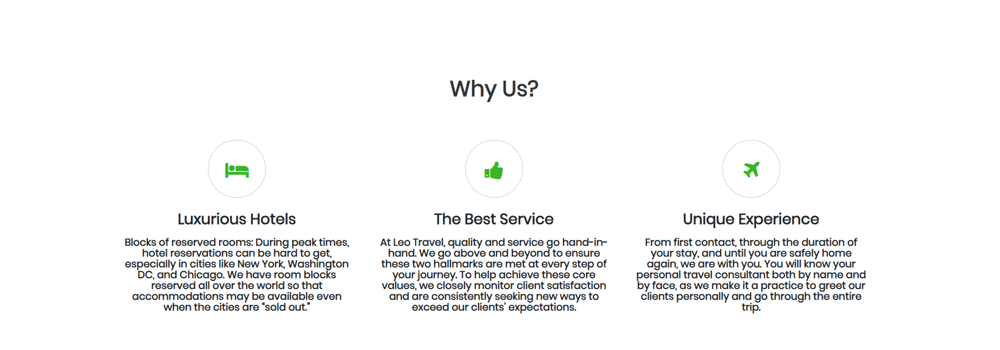 Why Us?
Luxurious Hotels
Blocks of reserved rooms: During peak times,
hotel reservations can be hard to get,
especially in cities like New York, Washington
DC, and Chicago. We have room blocks
reserved all over the world so that
accommodations may be available even
when the cities are “sold out.”
The Best Service
At Leo Travel, quality and service go hand-in-
hand. We go above and beyond to ensure
these two hallmarks are met at every step of
your journey. To help achieve these core
values, we closely monitor client satisfaction
and are consistently seeking new ways to
exceed our clients’ expectations.
Unique Experience
From first contact, through the duration of
your stay, and until you are safely home
again, we are with you. You will know your
personal travel consultant both by name and
by face, as we make it a practice to greet our
clients personally and go through the entire
trip.